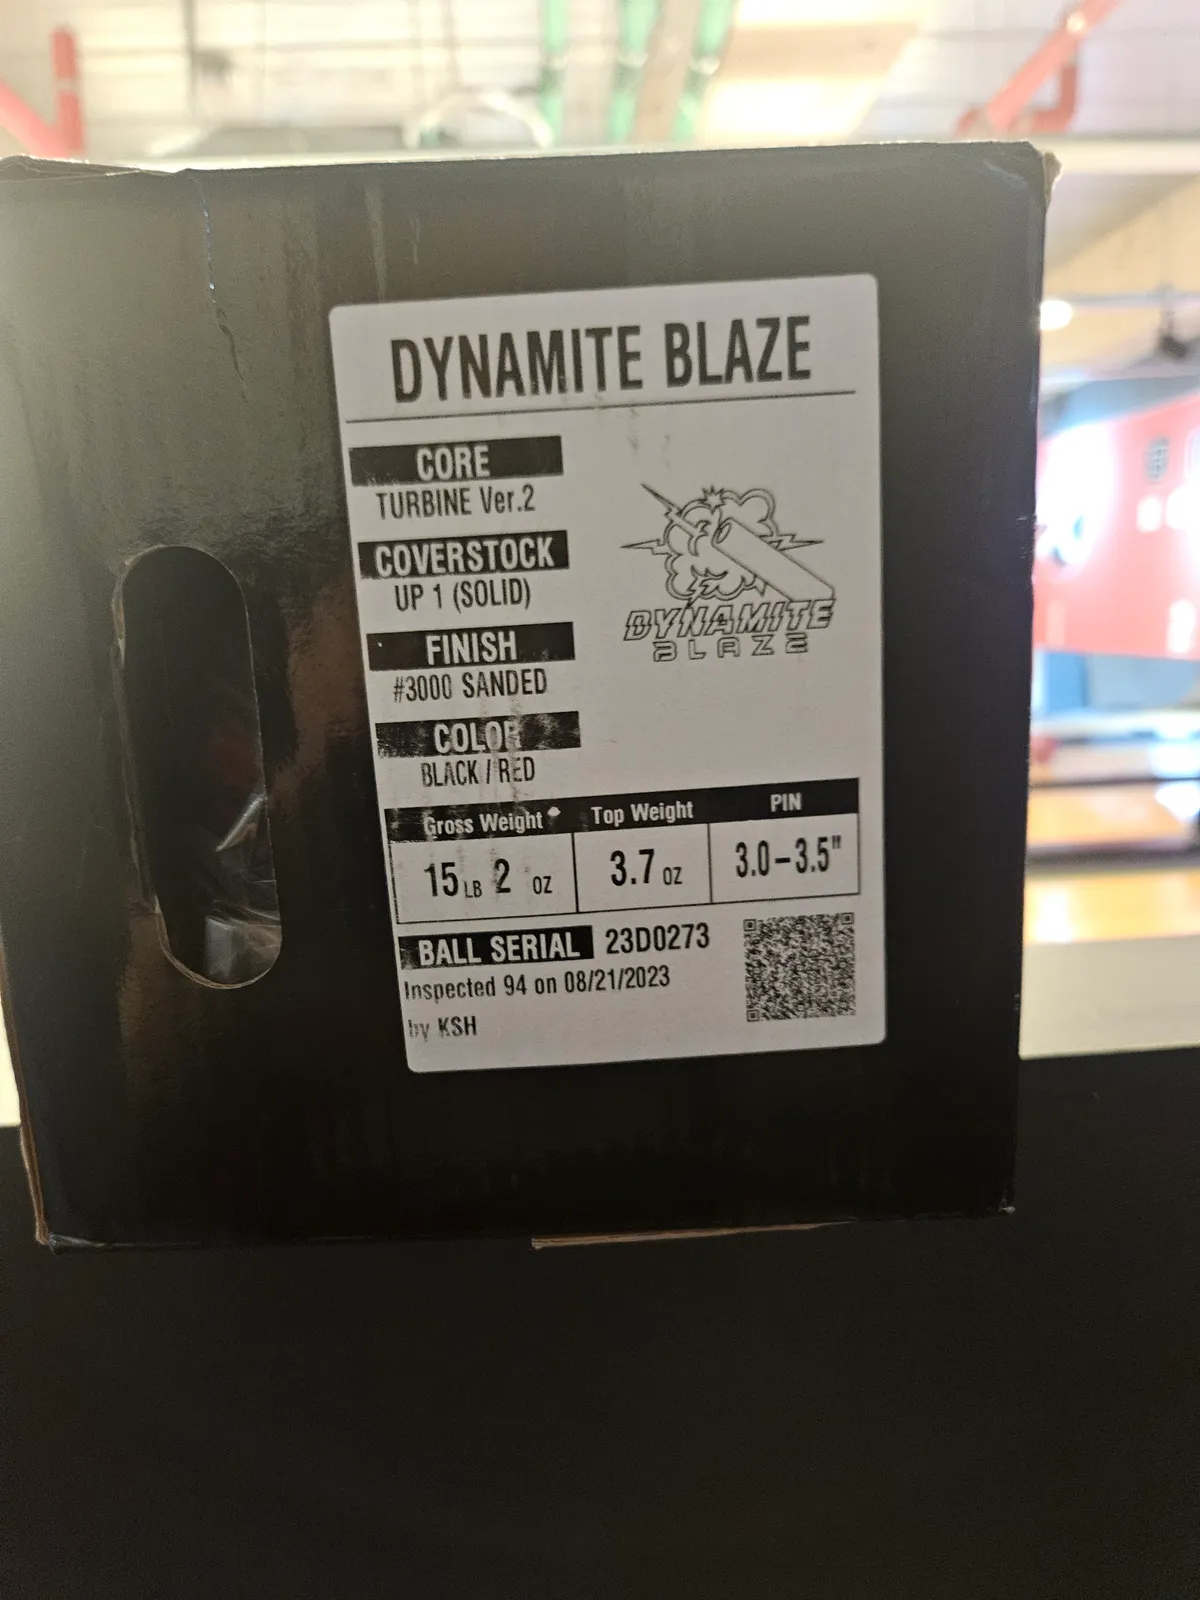 DYNAMITE BLAZE
CORE
TURBINE Ver.2
COVERSTOCK
UP 1 (SOLID)
FINISH
#3000 SANDED
COLOR
BLACK / RED
DYNAMITE
BLAZE
Gross Weight Top Weight PIN
15 LB 2 OZ 3.7 OZ 3.0-3.5"
BALL SERIAL 23D0273
Inspected 94 on 08/21/2023
by KSH